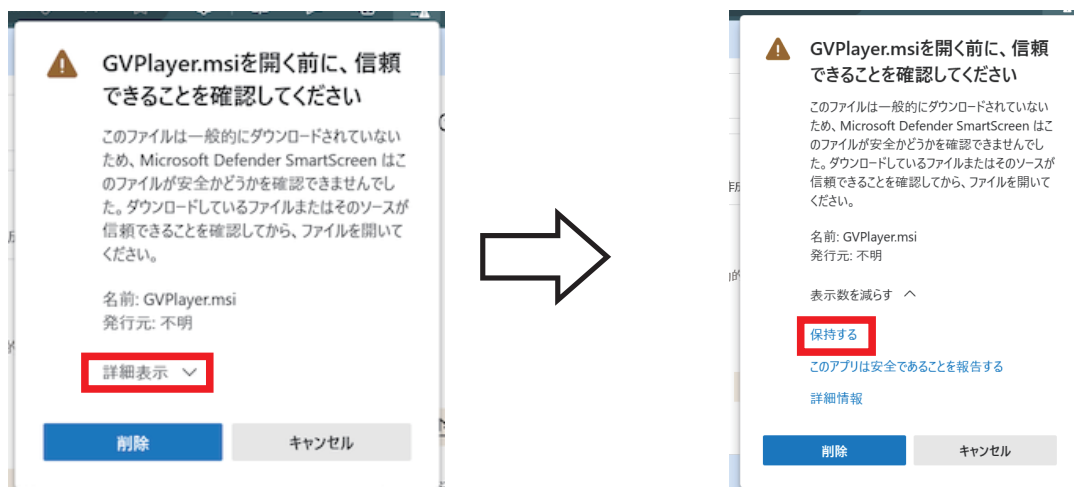 GVPlayer.msiを開く前に、信頼
できることを確認してください
このファイルは一般的にダウンロードされていない
ため、Microsoft Defender SmartScreen はこ
のファイルが安全かどうかを確認できませんでし
た。ダウンロードしているファイルまたはそのソースが
信頼できることを確認してから、ファイルを開いて
ください。
名前: GVPlayer.msi
発行元: 不明
詳細表示
削除
キャンセル
GVPlayer.msiを開く前に、信頼
できることを確認してください
このファイルは一般的にダウンロードされていない
ため、Microsoft Defender SmartScreen はこ
のファイルが安全かどうかを確認できませんでし
た。ダウンロードしているファイルまたはそのソースが
信頼できることを確認してから、ファイルを開いて
ください。
名前: GVPlayer.msi
発行元: 不明
表示数を減らす
保持する
このアプリは安全であることを報告する
詳細情報
削除
キャンセル